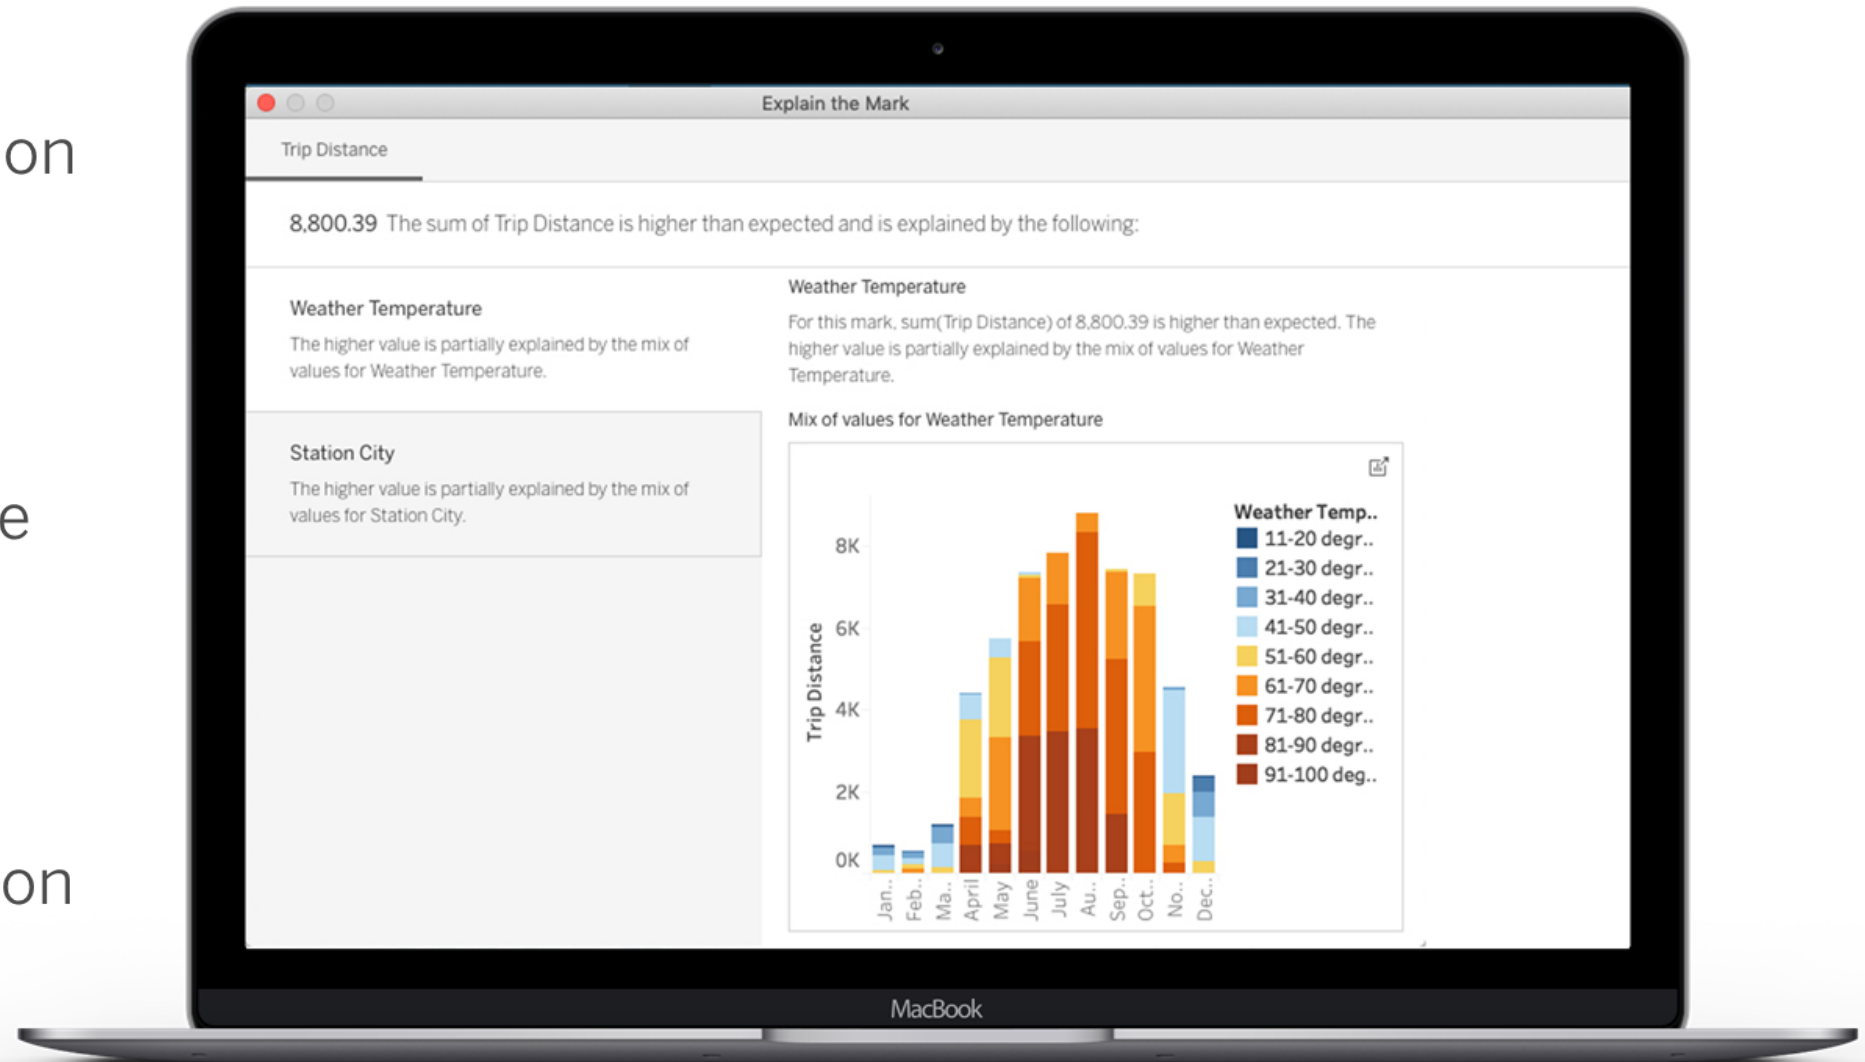 on
e
on
Explain the Mark
Trip Distance
8,800.39 The sum of Trip Distance is higher than expected and is explained by the following:
Weather Temperature
The higher value is partially explained by the mix of
values for Weather Temperature.
Station City
The higher value is partially explained by the mix of
values for Station City.
Weather Temperature
For this mark, sum(Trip Distance) of 8,800.39 is higher than expected. The
higher value is partially explained by the mix of values for Weather
Temperature.
Mix of values for Weather Temperature
Trip Distance
8K
6K
4K
2K
0K
Jan..
Feb..
Ma..
April
May
June
July
Au..
Sep..
Oct..
No..
Dec..
Weather Temp..
11-20 degr..
21-30 degr..
31-40 degr..
41-50 degr..
51-60 degr..
61-70 degr..
71-80 degr..
81-90 degr..
91-100 deg..
MacBook